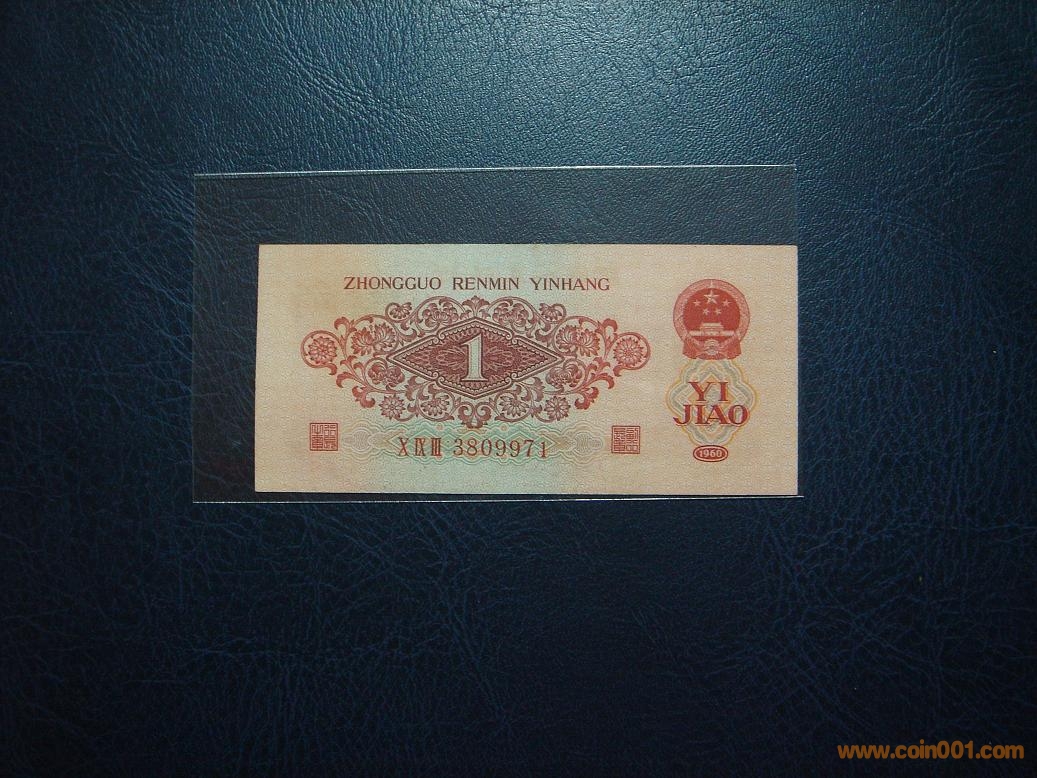 ZHONGGUO RENMIN YINHANG
1
YI
JIAO
X IX III 3809971
1960
www.coin001.com